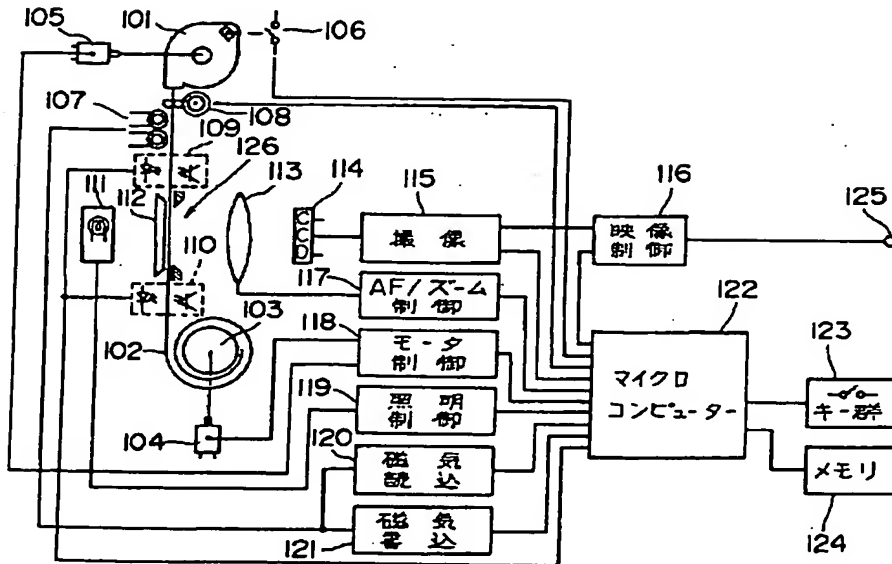 105
101
106
107
108
109
126
113
114
115
116
125
111
112
C
C
D
撮像
映像
制御
110
117
AF/ズーム
制御
122
103
118
モータ
制御
マイクロ
コンピューター
123
キー群
102
119
照明
制御
104
120
磁気
読込
メモリ
124
磁気
書込
121